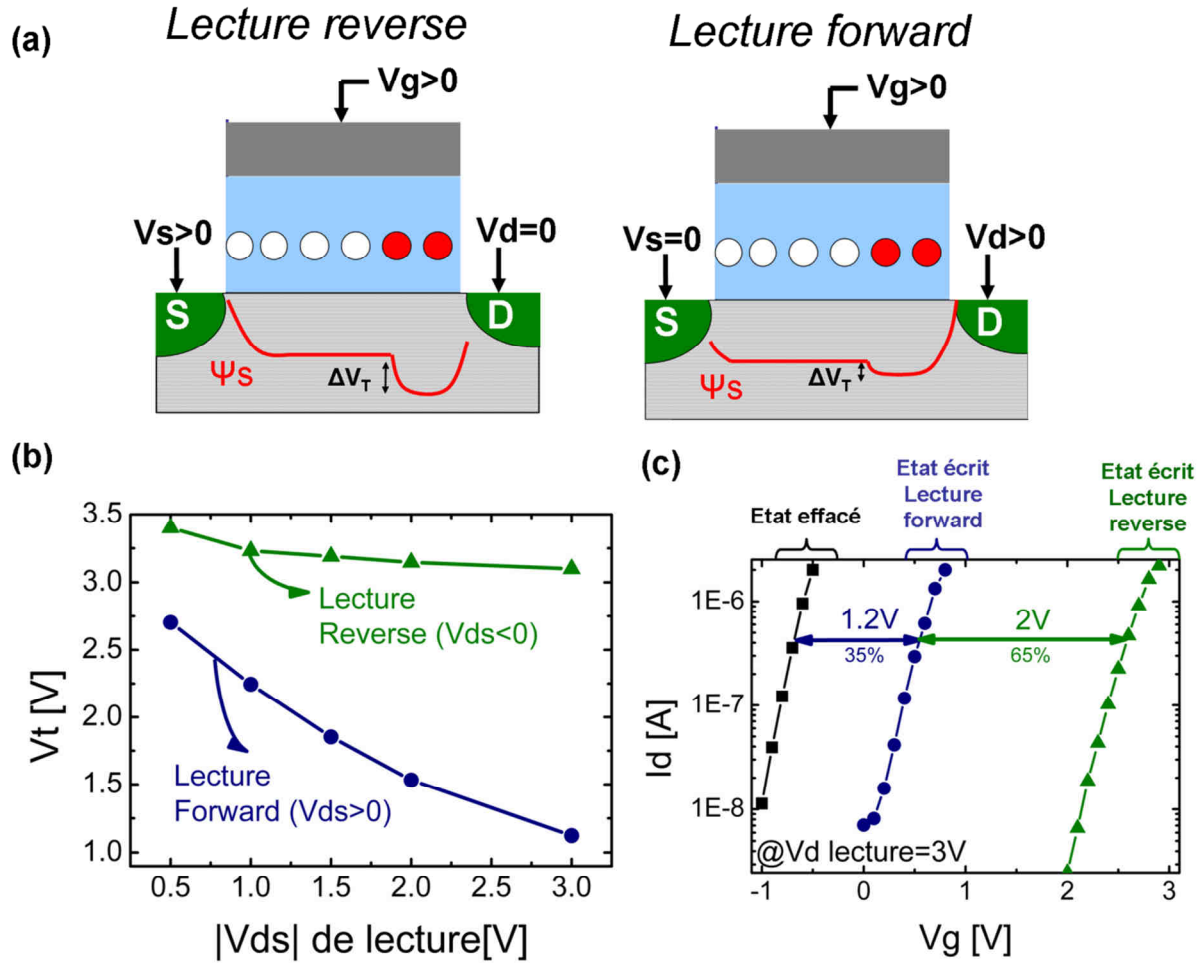 (a)
Lecture reverse
Lecture forward
Vg>0
Vg>0
Vs>0
Vd=0
Vs=0
Vd>0
S
D
S
D
ΨS
ΔVT
ΨS
ΔVT
(b)
3.5
3.0
2.5
2.0
1.5
1.0
Vt [V]
Lecture
Reverse (Vds<0)
Lecture
Forward (Vds>0)
0.5
1.0
1.5
2.0
2.5
3.0
|Vds| de lecture[V]
(c)
Etat effacé
Etat écrit
Lecture
forward
Etat écrit
Lecture
reverse
1E-6
1E-7
1E-8
Id [A]
1.2V
35%
2V
65%
@Vd lecture=3V
-1
0
1
2
3
Vg [V]